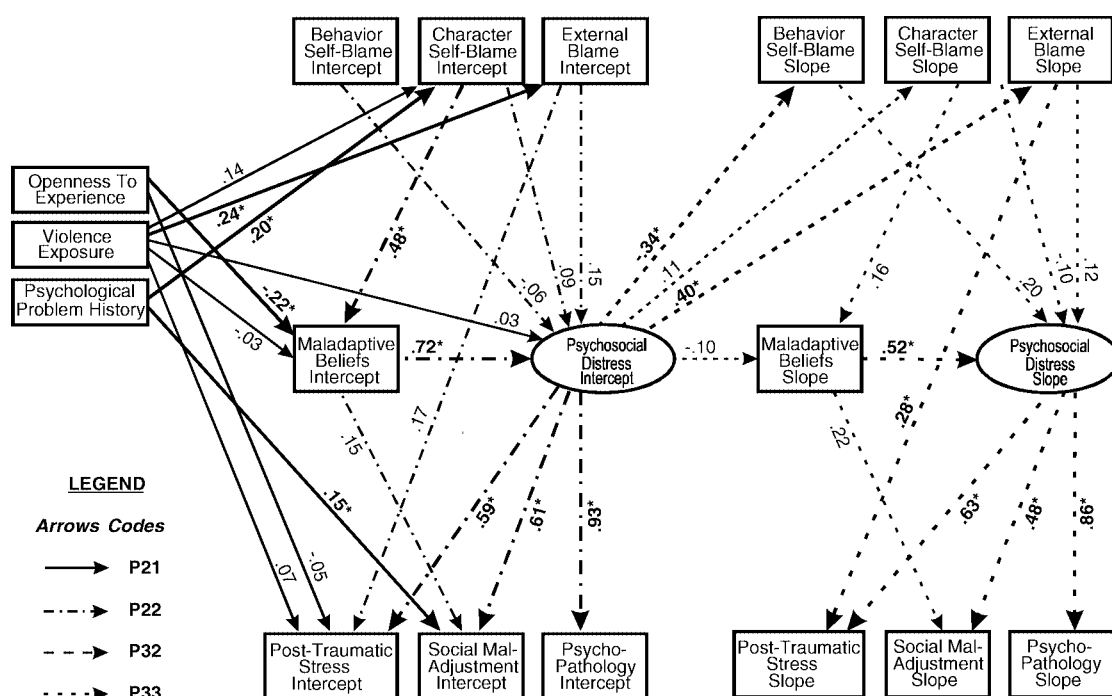 Behavior
Self-Blame
Intercept
Character
Self-Blame
Intercept
External
Blame
Intercept
Behavior
Self-Blame
Slope
Character
Self-Blame
Slope
External
Blame
Slope
Openness To
Experience
Violence
Exposure
Psychological
Problem History
.14
.24*
.20*
-.22*
-.03
.48*
-.06
.09
.15
.03
-.34*
.11
.40*
.16
.20
-.10
.12
Maladaptive
Beliefs
Intercept
.72*
Psychosocial
Distress
Intercept
-.10
Maladaptive
Beliefs
Slope
.52*
Psychosocial
Distress
Slope
.17
.15
.28*
.22
.15*
.59*
.61*
.93*
.63*
.48*
.86*
.07
-.05
LEGEND
Arrows Codes
P21
P22
P32
P33
Post-Traumatic
Stress
Intercept
Social Mal-
Adjustment
Intercept
Psycho-
Pathology
Intercept
Post-Traumatic
Stress
Slope
Social Mal-
Adjustment
Slope
Psycho-
Pathology
Slope